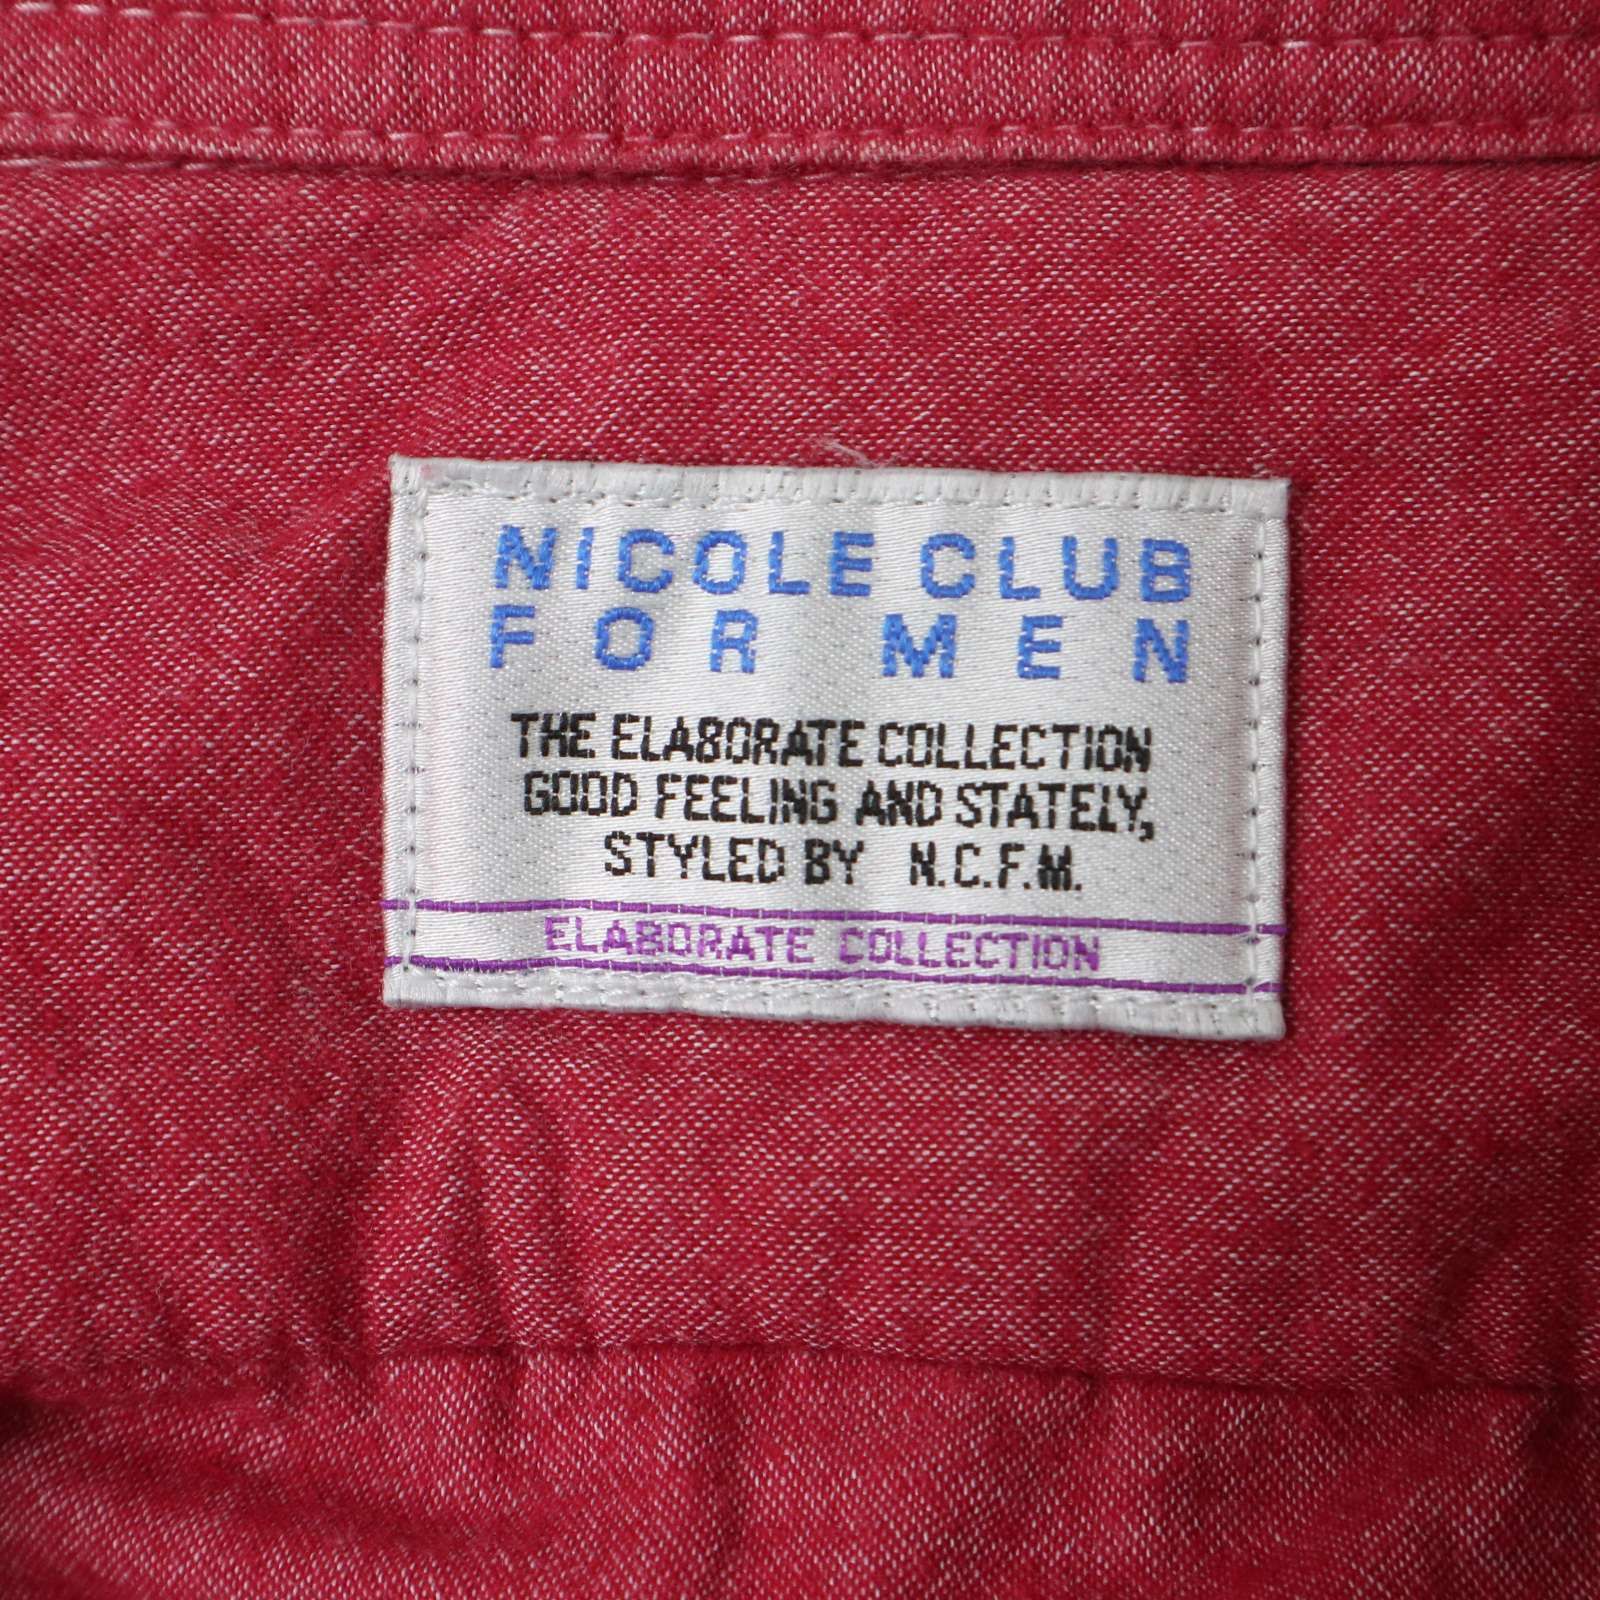 NICOLE CLUB
FOR MEN
THE ELABORATE COLLECTION
GOOD FEELING AND STATELY,
STYLED BY N.C.F.M.
ELABORATE COLLECTION